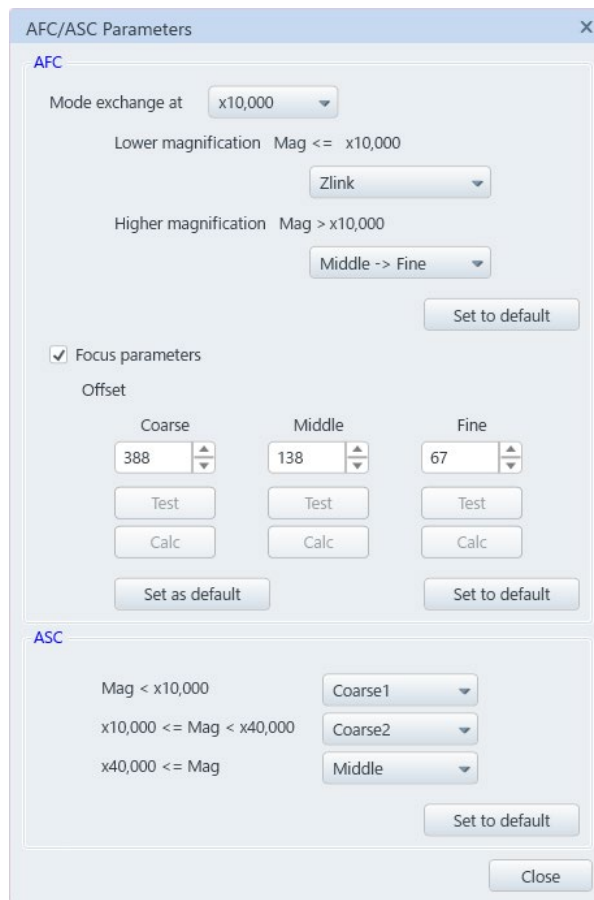 AFC/ASC Parameters X
AFC
Mode exchange at x10,000
Lower magnification Mag <= x10,000
Zlink
Higher magnification Mag > x10,000
Middle -> Fine
Set to default
Focus parameters
Offset
Coarse Middle Fine
388 138 67
Test Test Test
Calc Calc Calc
Set as default Set to default
ASC
Mag < x10,000 Coarse1
x10,000 <= Mag < x40,000 Coarse2
x40,000 <= Mag Middle
Set to default
Close